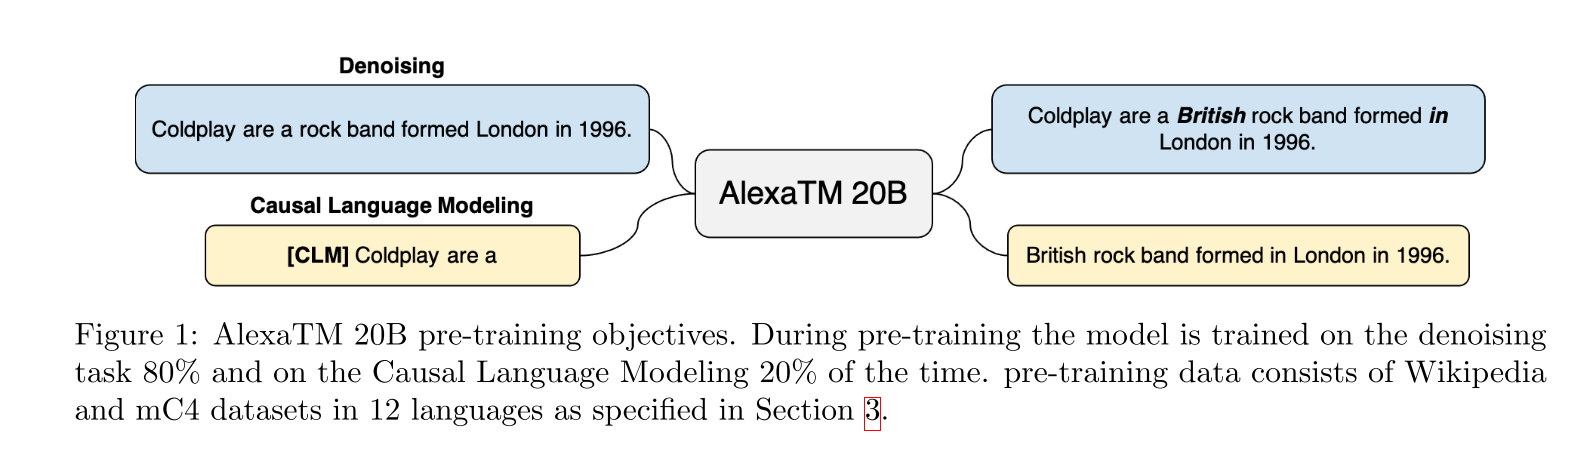 Denoising
Coldplay are a rock band formed London in 1996.
Causal Language Modeling
[CLM] Coldplay are a
AlexaTM 20B
Coldplay are a British rock band formed in
London in 1996.
British rock band formed in London in 1996.
Figure 1: AlexaTM 20B pre-training objectives. During pre-training the model is trained on the denoising
task 80% and on the Causal Language Modeling 20% of the time. pre-training data consists of Wikipedia
and mC4 datasets in 12 languages as specified in Section 3.